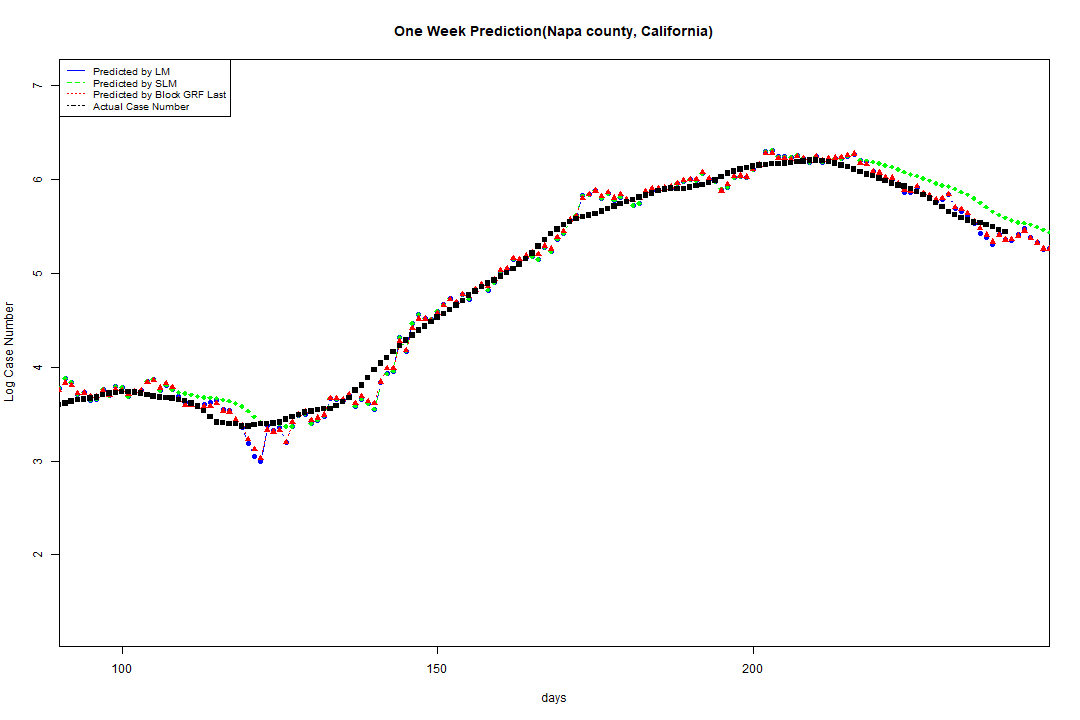 One Week Prediction(Napa county, California)
Predicted by LM
Predicted by SLM
Predicted by Block GRF Last
Actual Case Number
7
6
5
4
3
2
Log Case Number
100 150 200
days